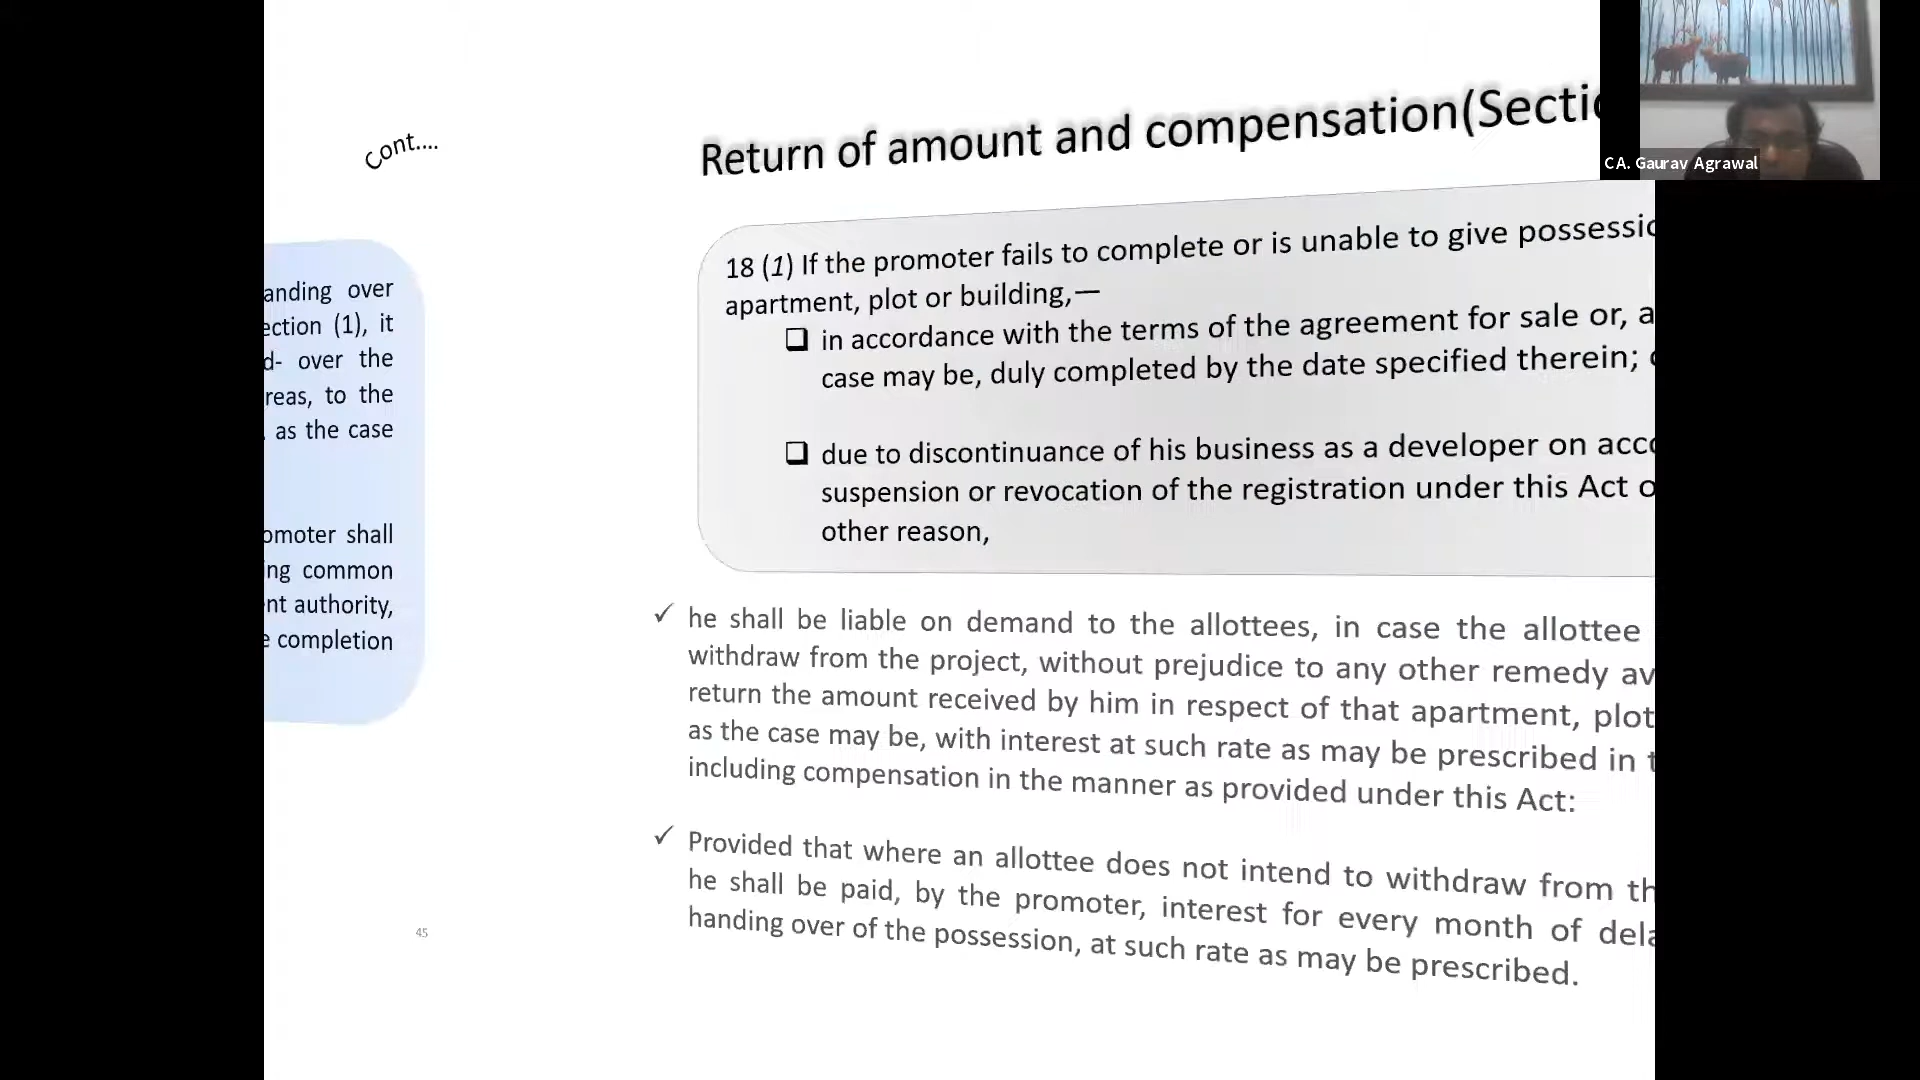 Cont....
anding over
ection (1), it
d- over the
reas, to the
as the case
omoter shall
ing common
nt authority,
completion
45
Return of amount and compensation(Sectio
18 (1) If the promoter fails to complete or is unable to give possessio
apartment, plot or building,—
in accordance with the terms of the agreement for sale or, a
case may be, duly completed by the date specified therein;
due to discontinuance of his business as a developer on acco
suspension or revocation of the registration under this Act o
other reason,
✓ he shall be liable on demand to the allottees, in case the allottee
withdraw from the project, without prejudice to any other remedy av
return the amount received by him in respect of that apartment, plot
as the case may be, with interest at such rate as may be prescribed in t
including compensation in the manner as provided under this Act:
✓ Provided that where an allottee does not intend to withdraw from th
he shall be paid, by the promoter, interest for every month of dela
handing over of the possession, at such rate as may be prescribed.
CA. Gaurav Agrawal